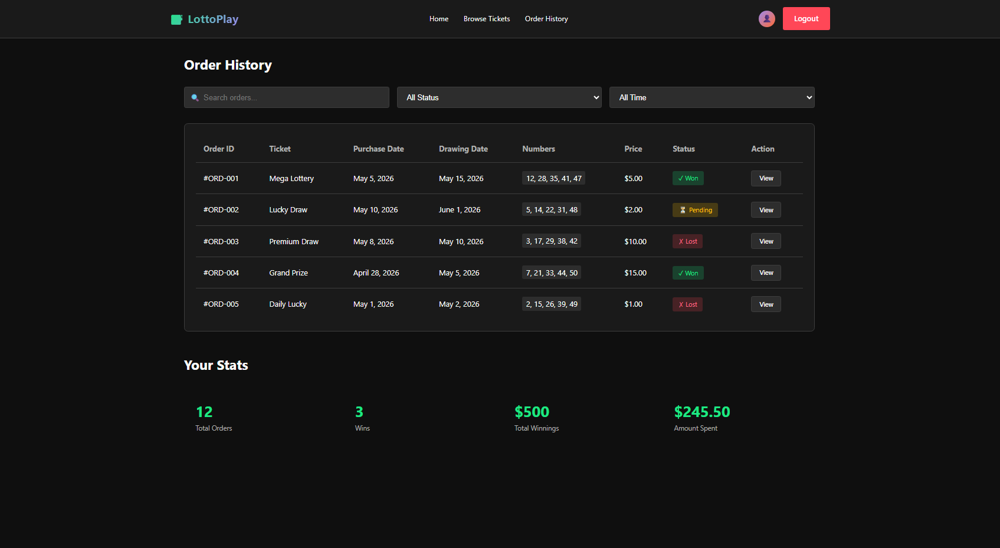 LottoPlay Home Browse Tickets Order History Logout
Order History
Search orders... All Status All Time
Order ID Ticket Purchase Date Drawing Date Numbers Price Status Action
#ORD-001 Mega Lottery May 5, 2026 May 15, 2026 12, 28, 35, 41, 47 $5.00 ✓ Won View
#ORD-002 Lucky Draw May 10, 2026 June 1, 2026 5, 14, 22, 31, 48 $2.00 ⏳ Pending View
#ORD-003 Premium Draw May 8, 2026 May 10, 2026 3, 17, 29, 38, 42 $10.00 ✗ Lost View
#ORD-004 Grand Prize April 28, 2026 May 5, 2026 7, 21, 33, 44, 50 $15.00 ✓ Won View
#ORD-005 Daily Lucky May 1, 2026 May 2, 2026 2, 15, 26, 39, 49 $1.00 ✗ Lost View
Your Stats
12 3 $500 $245.50
Total Orders Wins Total Winnings Amount Spent